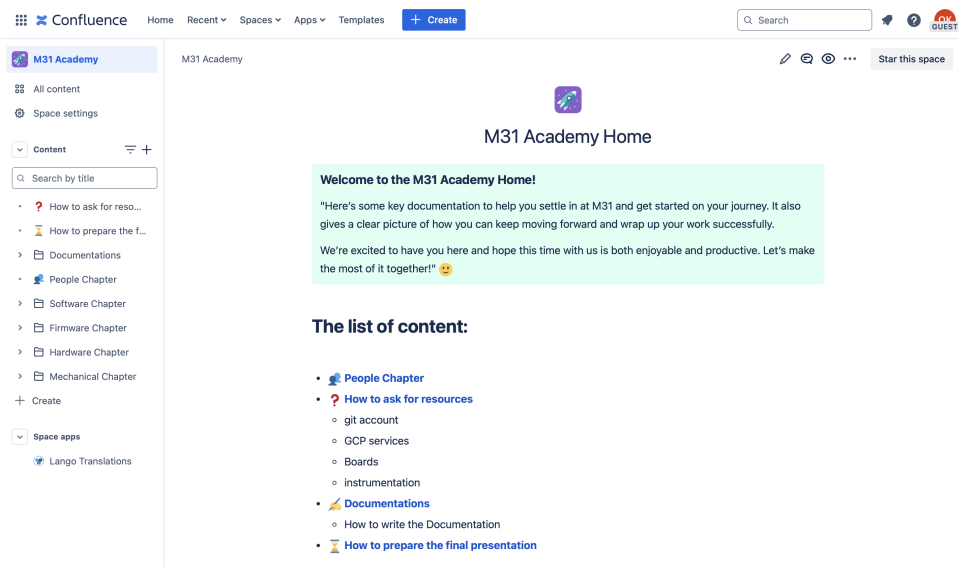 Confluence Home Recent Spaces Apps Templates + Create Search GUEST
M31 Academy
All content
Space settings
Content
Search by title
How to ask for reso...
How to prepare the f...
Documentations
People Chapter
Software Chapter
Firmware Chapter
Hardware Chapter
Mechanical Chapter
Create
Space apps
Lango Translations
M31 Academy Star this space
M31 Academy Home
Welcome to the M31 Academy Home!
"Here's some key documentation to help you settle in at M31 and get started on your journey. It also
gives a clear picture of how you can keep moving forward and wrap up your work successfully.
We're excited to have you here and hope this time with us is both enjoyable and productive. Let's make
the most of it together!" 🙂
The list of content:
• 👥 People Chapter
• ❓ How to ask for resources
◦ git account
◦ GCP services
◦ Boards
◦ instrumentation
• ✍️ Documentations
◦ How to write the Documentation
• ⏳ How to prepare the final presentation